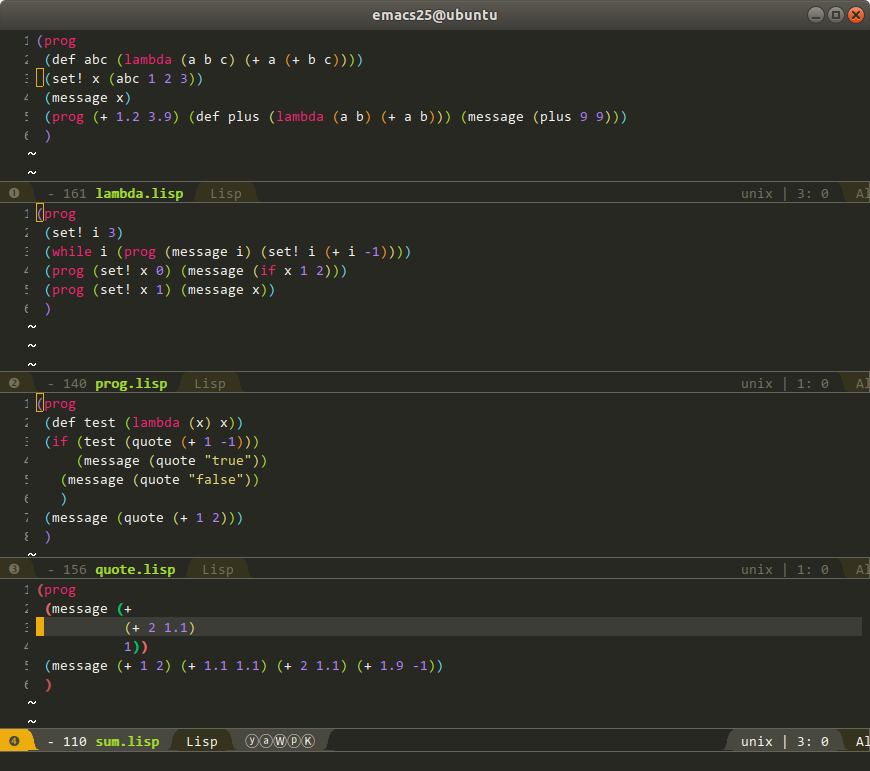 emacs25@ubuntu
1 (prog
2 (def abc (lambda (a b c) (+ a (+ b c))))
3 (set! x (abc 1 2 3))
4 (message x)
5 (prog (+ 1.2 3.9) (def plus (lambda (a b) (+ a b))) (message (plus 9 9)))
6 )
~
~
❶ - 161 lambda.lisp Lisp unix | 3: 0 Al
1 (prog
2 (set! i 3)
3 (while i (prog (message i) (set! i (+ i -1))))
4 (prog (set! x 0) (message (if x 1 2)))
5 (prog (set! x 1) (message x))
6 )
~
~
~
❷ - 140 prog.lisp Lisp unix | 1: 0 Al
1 (prog
2 (def test (lambda (x) x))
3 (if (test (quote (+ 1 -1)))
4 (message (quote "true"))
5 (message (quote "false"))
6 )
7 (message (quote (+ 1 2)))
8 )
~
❸ - 156 quote.lisp Lisp unix | 1: 0 Al
1 (prog
2 (message (+
3 (+ 2 1.1)
4 1))
5 (message (+ 1 2) (+ 1.1 1.1) (+ 2 1.1) (+ 1.9 -1))
6 )
~
~
❹ - 110 sum.lisp Lisp ⓨⓐⓌⓟⓀ unix | 3: 0 Al